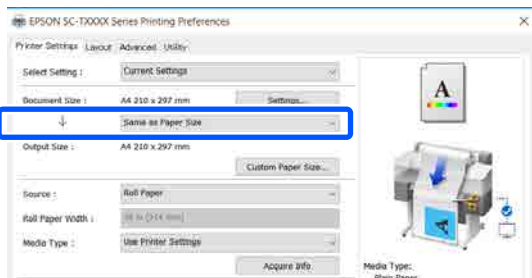 EPSON SC-TXXXX Series Printing Preferences
Printer Settings Layout Advanced Utility
Select Setting : Current Settings
Document Size : A4 210 x 297 mm Settings...
↓ Same as Paper Size
Output Size : A4 210 x 297 mm
Custom Paper Size...
Source : Roll Paper
Roll Paper Width :
Media Type : Use Printer Settings
Acquire Info
A
Media Type:
Plain Paper